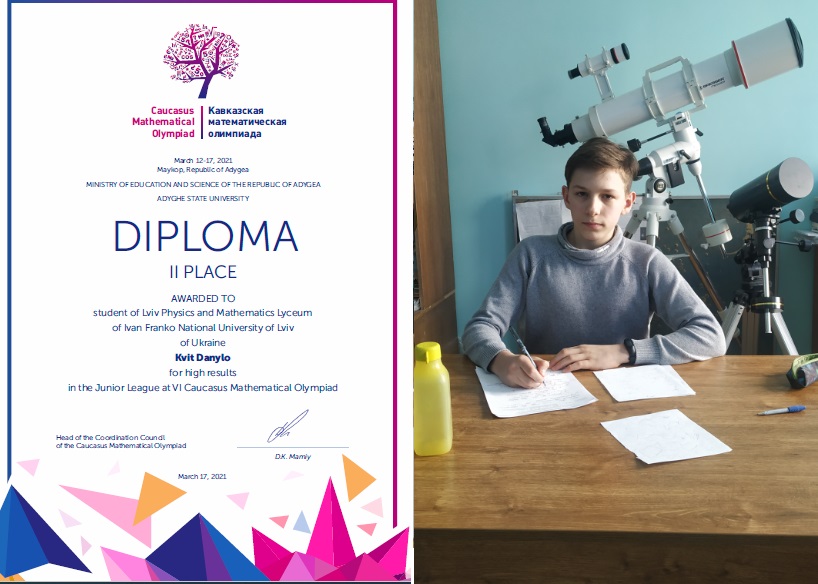 Caucasus
Mathematical
Olympiad
Кавказская
математическая
олимпиада
March 12-17, 2021
Maykop, Republic of Adygea
MINISTRY OF EDUCATION AND SCIENCE OF THE REPUBLIC OF ADYGEA
ADYGHE STATE UNIVERSITY
DIPLOMA
II PLACE
AWARDED TO
student of Lviv Physics and Mathematics Lyceum
of Ivan Franko National University of Lviv
of Ukraine
Kvit Danylo
for high results
in the Junior League at VI Caucasus Mathematical Olympiad
Head of the Coordination Council
of the Caucasus Mathematical Olympiad
D.K. Mamiy
March 17, 2021